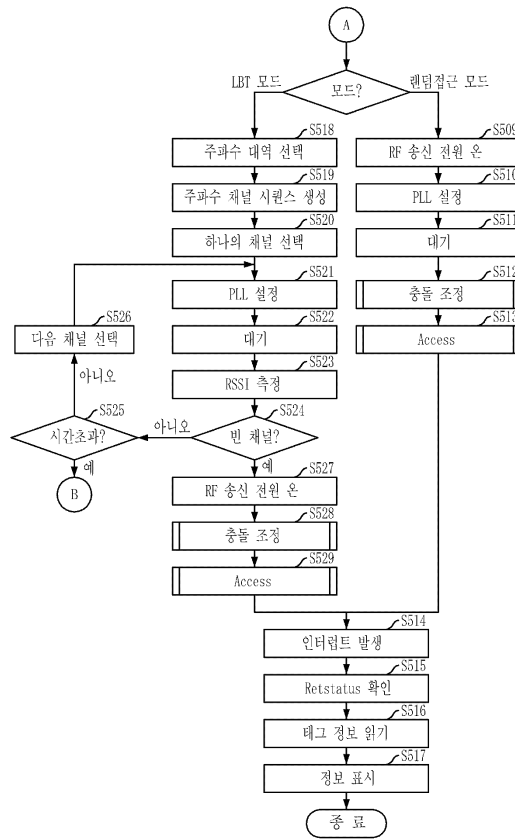 A
모드?
LBT 모드
랜덤접근 모드
S518
주파수 대역 선택
S519
주파수 채널 시퀀스 생성
S520
하나의 채널 선택
S521
PLL 설정
S522
대기
S523
RSSI 측정
S524
빈 채널?
아니오
예
S525
시간초과?
아니오
예
B
S526
다음 채널 선택
S527
RF 송신 전원 온
S528
충돌 조정
S529
Access
S509
RF 송신 전원 온
S510
PLL 설정
S511
대기
S512
충돌 조정
S513
Access
S514
인터럽트 발생
S515
Retstatus 확인
S516
태그 정보 읽기
S517
정보 표시
종 료